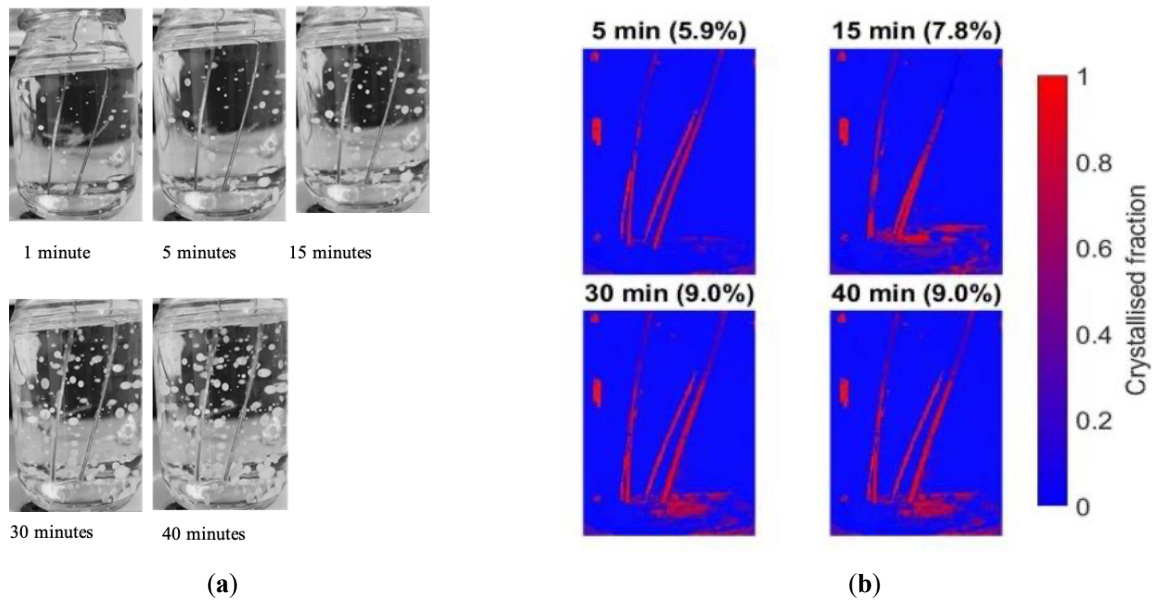 1 minute
5 minutes
15 minutes
30 minutes
40 minutes
(a)
5 min (5.9%)
15 min (7.8%)
30 min (9.0%)
40 min (9.0%)
1
0.8
0.6
0.4
0.2
0
Crystallised fraction
(b)